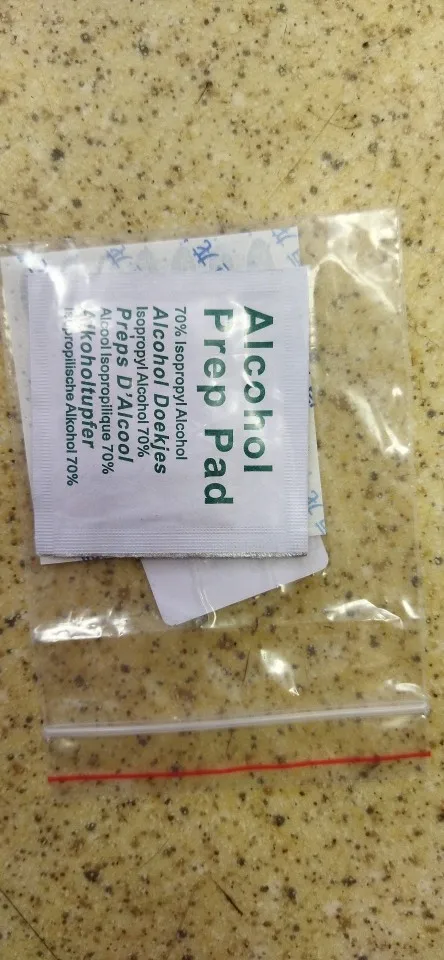 Alcohol
Prep Pad
70% Isopropyl Alcohol
Alcohol Doekjes
Isopropyl Alcohol 70%
Preps D'Alcool
Alcool Isopropilique 70%
Alkoholtupfer
Isopropilische Alkohol 70%